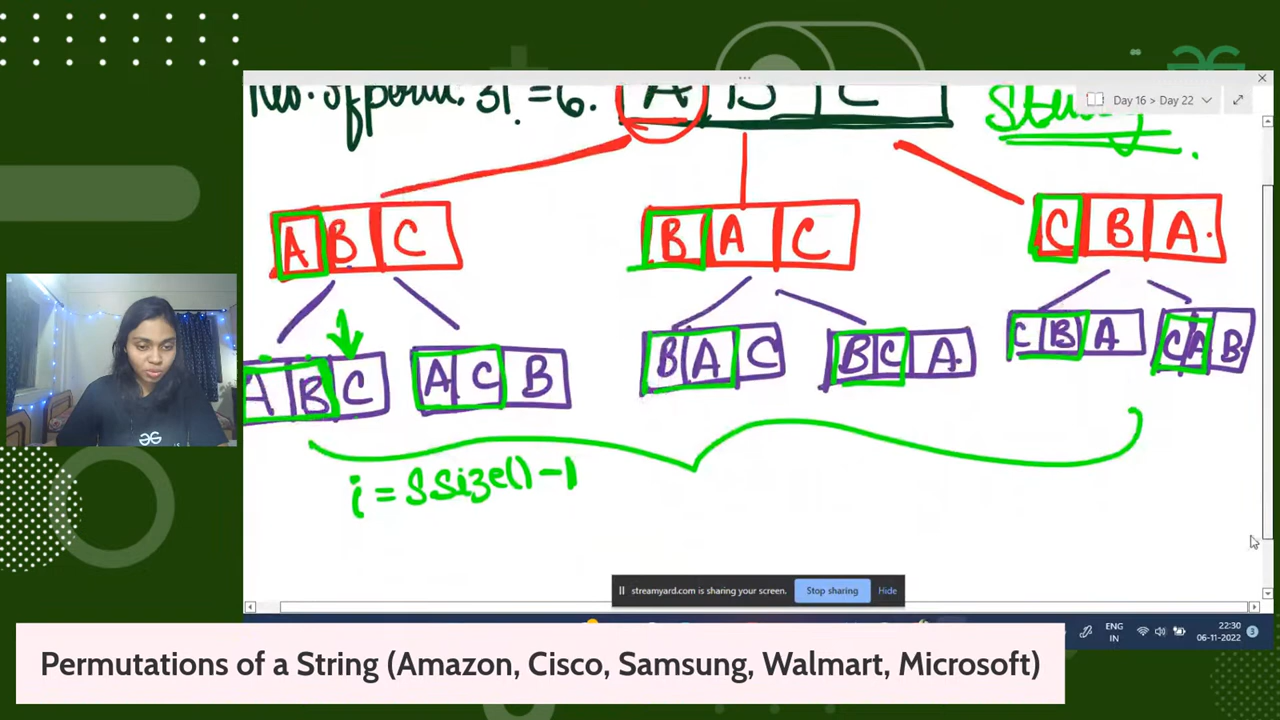 No. of perm. 3! = 6.
A B C
String
Day 16 > Day 22
A B C
B A C
C B A.
A B C
A C B
B A C
B C A.
C B A
C A B
i = S size() - 1
streamyard.com is sharing your screen.
Stop sharing
Hide
ENG
IN
22:30
06-11-2022
3
Permutations of a String (Amazon, Cisco, Samsung, Walmart, Microsoft)